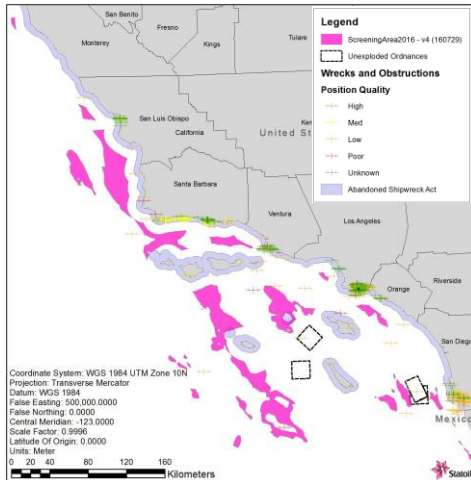 San Benito
Fresno
Monterey
Kings
Tulare
San Luis Obispo
California
Ker
United St
Santa Barbara
Ventura
Los Angeles
Orange
Riverside
San Diego
Mexico
Legend
ScreeningArea2016 - v4 (160729)
Unexploded Ordnances
Wrecks and Obstructions
Position Quality
High
Med
Low
Poor
Unknown
Abandoned Shipwreck Act
Coordinate System: WGS 1984 UTM Zone 10N
Projection: Transverse Mercator
Datum: WGS 1984
False Easting: 500,000.0000
False Northing: 0.0000
Central Meridian: -123.0000
Scale Factor: 0.9996
Latitude Of Origin: 0.0000
Units: Meter
0 20 40 80 120 160
Kilometers
Statoil